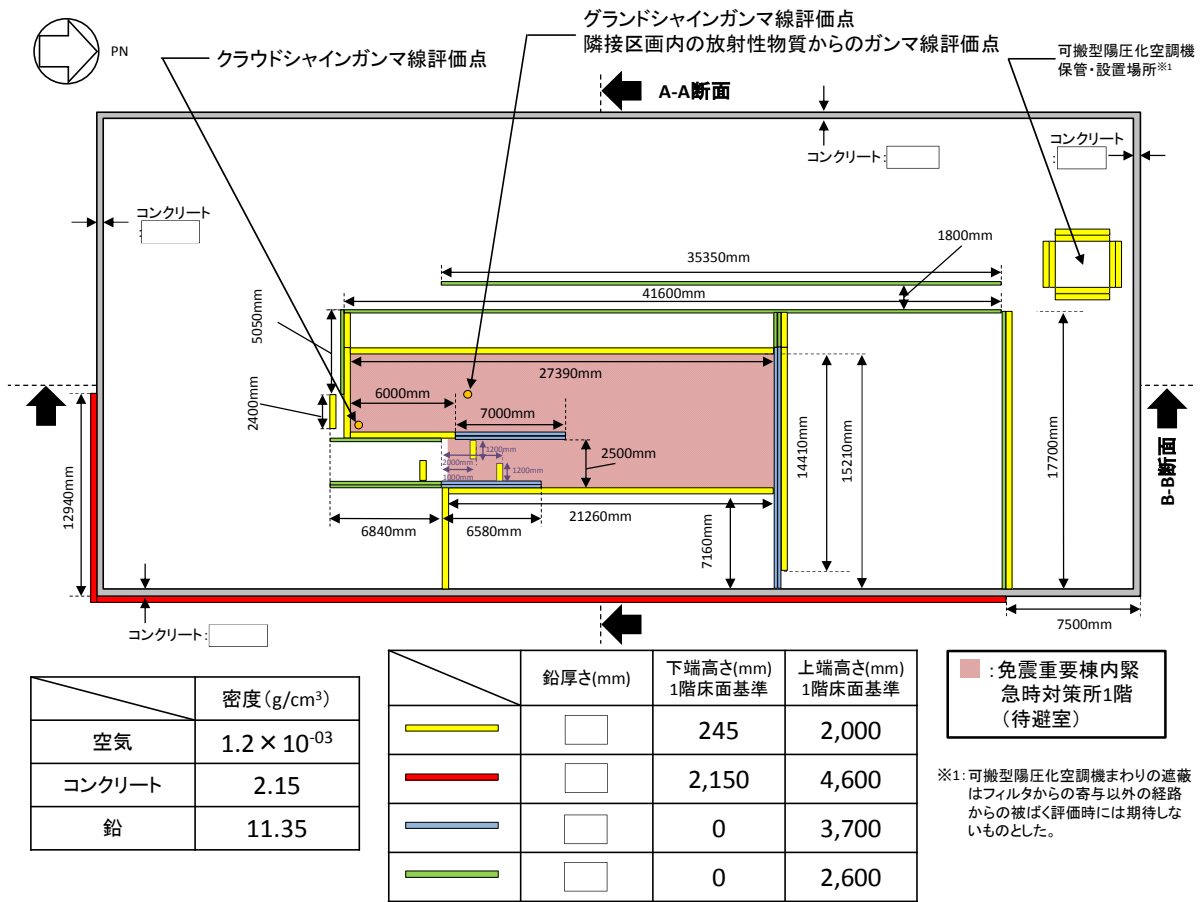 PN
クラウドシャインガンマ線評価点
グランドシャインガンマ線評価点
隣接区画内の放射性物質からのガンマ線評価点
可搬型陽圧化空調機
保管・設置場所※1
A-A断面
コンクリート:
コンクリート
:
コンクリート
:
1800mm
35350mm
41600mm
5050mm
27390mm
6000mm
7000mm
2400mm
1200mm
2000mm
1000mm
1200mm
2500mm
14410mm
15210mm
17700mm
B-B断面
12940mm
6840mm
6580mm
21260mm
7160mm
7500mm
コンクリート:
密度(g/cm³)
空気
1.2×10⁻⁰³
コンクリート
2.15
鉛
11.35
鉛厚さ(mm)
下端高さ(mm)
1階床面基準
上端高さ(mm)
1階床面基準
245
2,000
2,150
4,600
0
3,700
0
2,600
:免震重要棟内緊
急時対策所1階
(待避室)
※1:可搬型陽圧化空調機まわりの遮蔽
はフィルタからの寄与以外の経路
からの被ばく評価時には期待しな
いものとした。